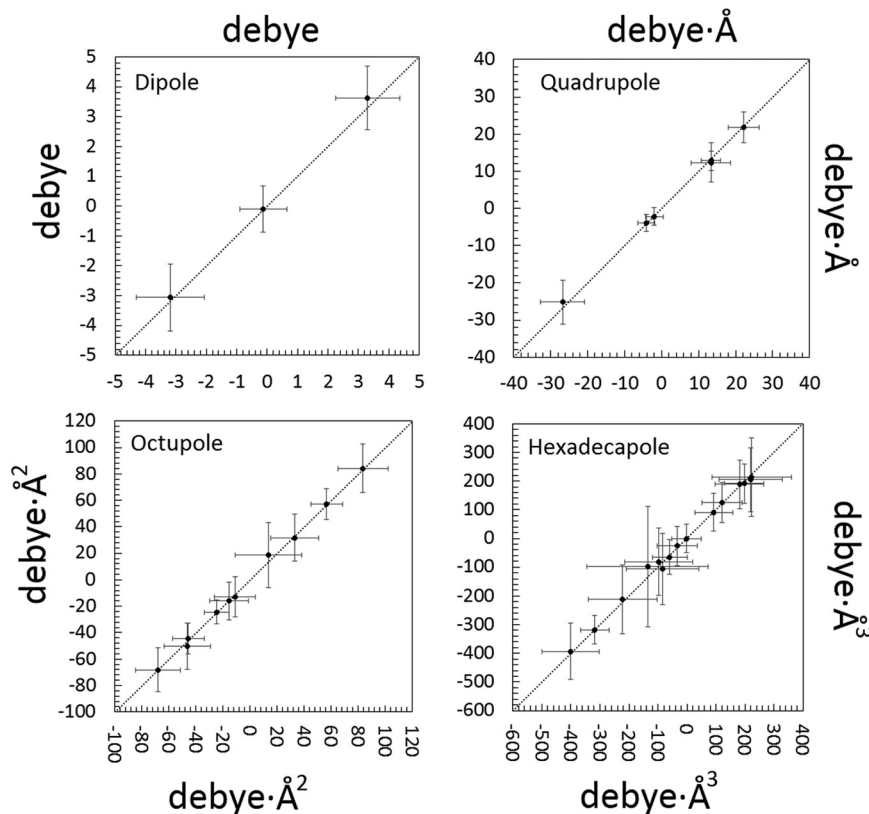 debye
debye·Å
Dipole
5
4
3
2
1
0
-1
-2
-3
-4
-5
-5 -4 -3 -2 -1 0 1 2 3 4 5
debye
Quadrupole
40
30
20
10
0
-10
-20
-30
-40
-40 -30 -20 -10 0 10 20 30 40
debye·Å
Octupole
120
100
80
60
40
20
0
-20
-40
-60
-80
-100
-100 -80 -60 -40 -20 0 20 40 60 80 100 120
debye·Å²
debye·Å²
Hexadecapole
400
300
200
100
0
-100
-200
-300
-400
-500
-600
-600 -500 -400 -300 -200 -100 0 100 200 300 400
debye·Å³
debye·Å³